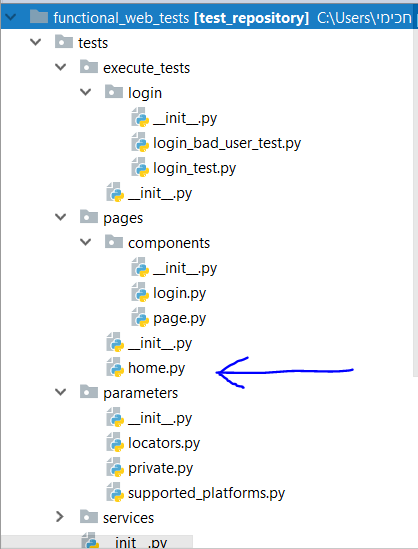 functional_web_tests [test_repository] C:\Users\חכימי
tests
execute_tests
login
__init__.py
login_bad_user_test.py
login_test.py
__init__.py
pages
components
__init__.py
login.py
page.py
__init__.py
home.py
parameters
__init__.py
locators.py
private.py
supported_platforms.py
services
__init__.py